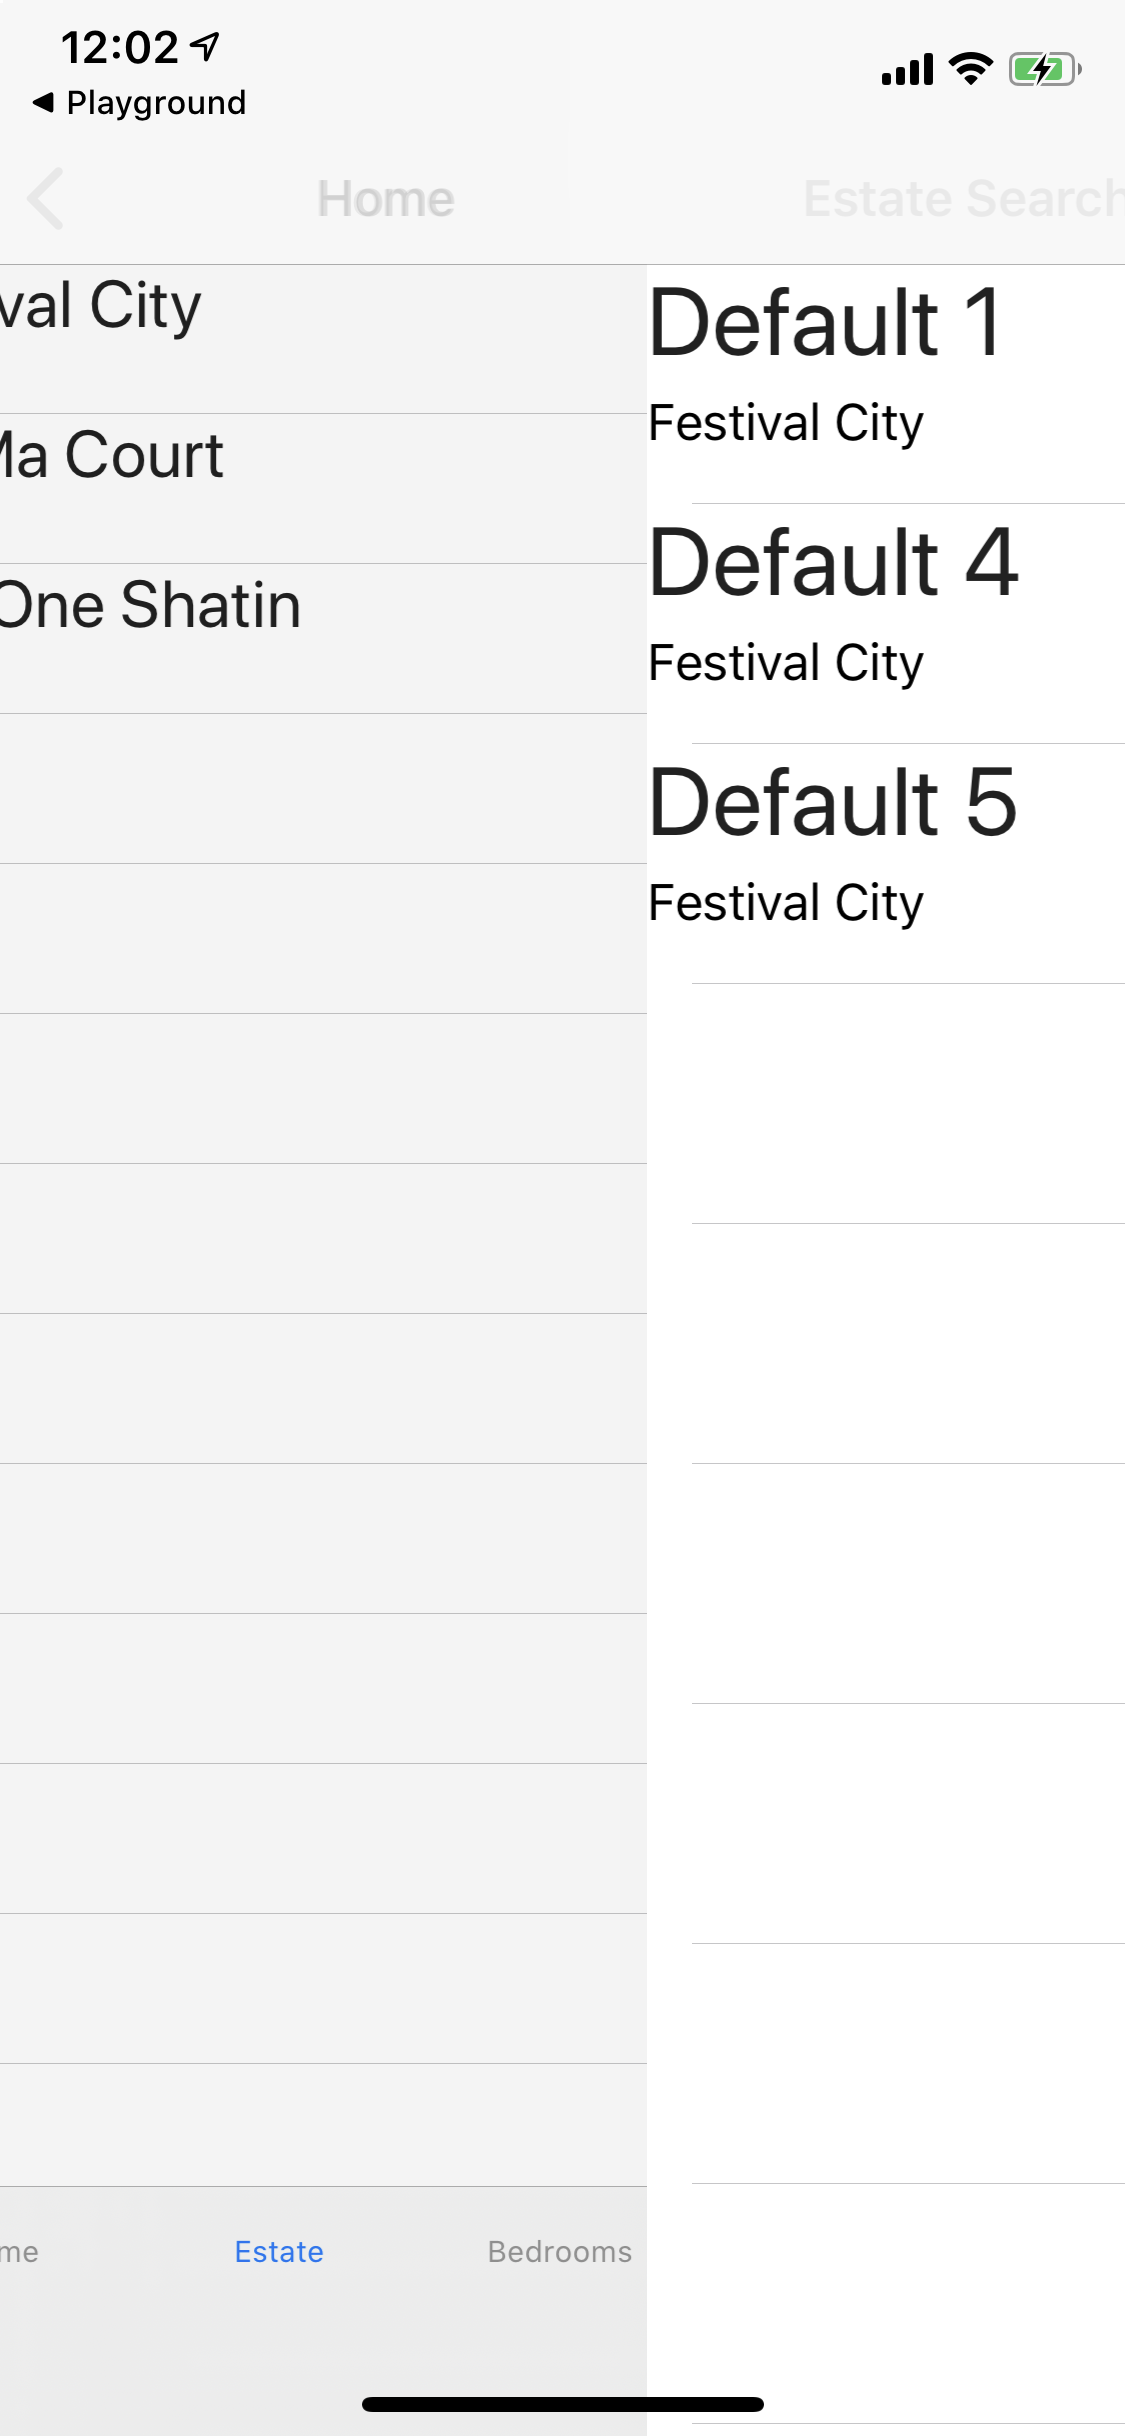 12:02
Playground
Home
Estate Search
val City
Ma Court
One Shatin
Default 1
Festival City
Default 4
Festival City
Default 5
Festival City
me
Estate
Bedrooms